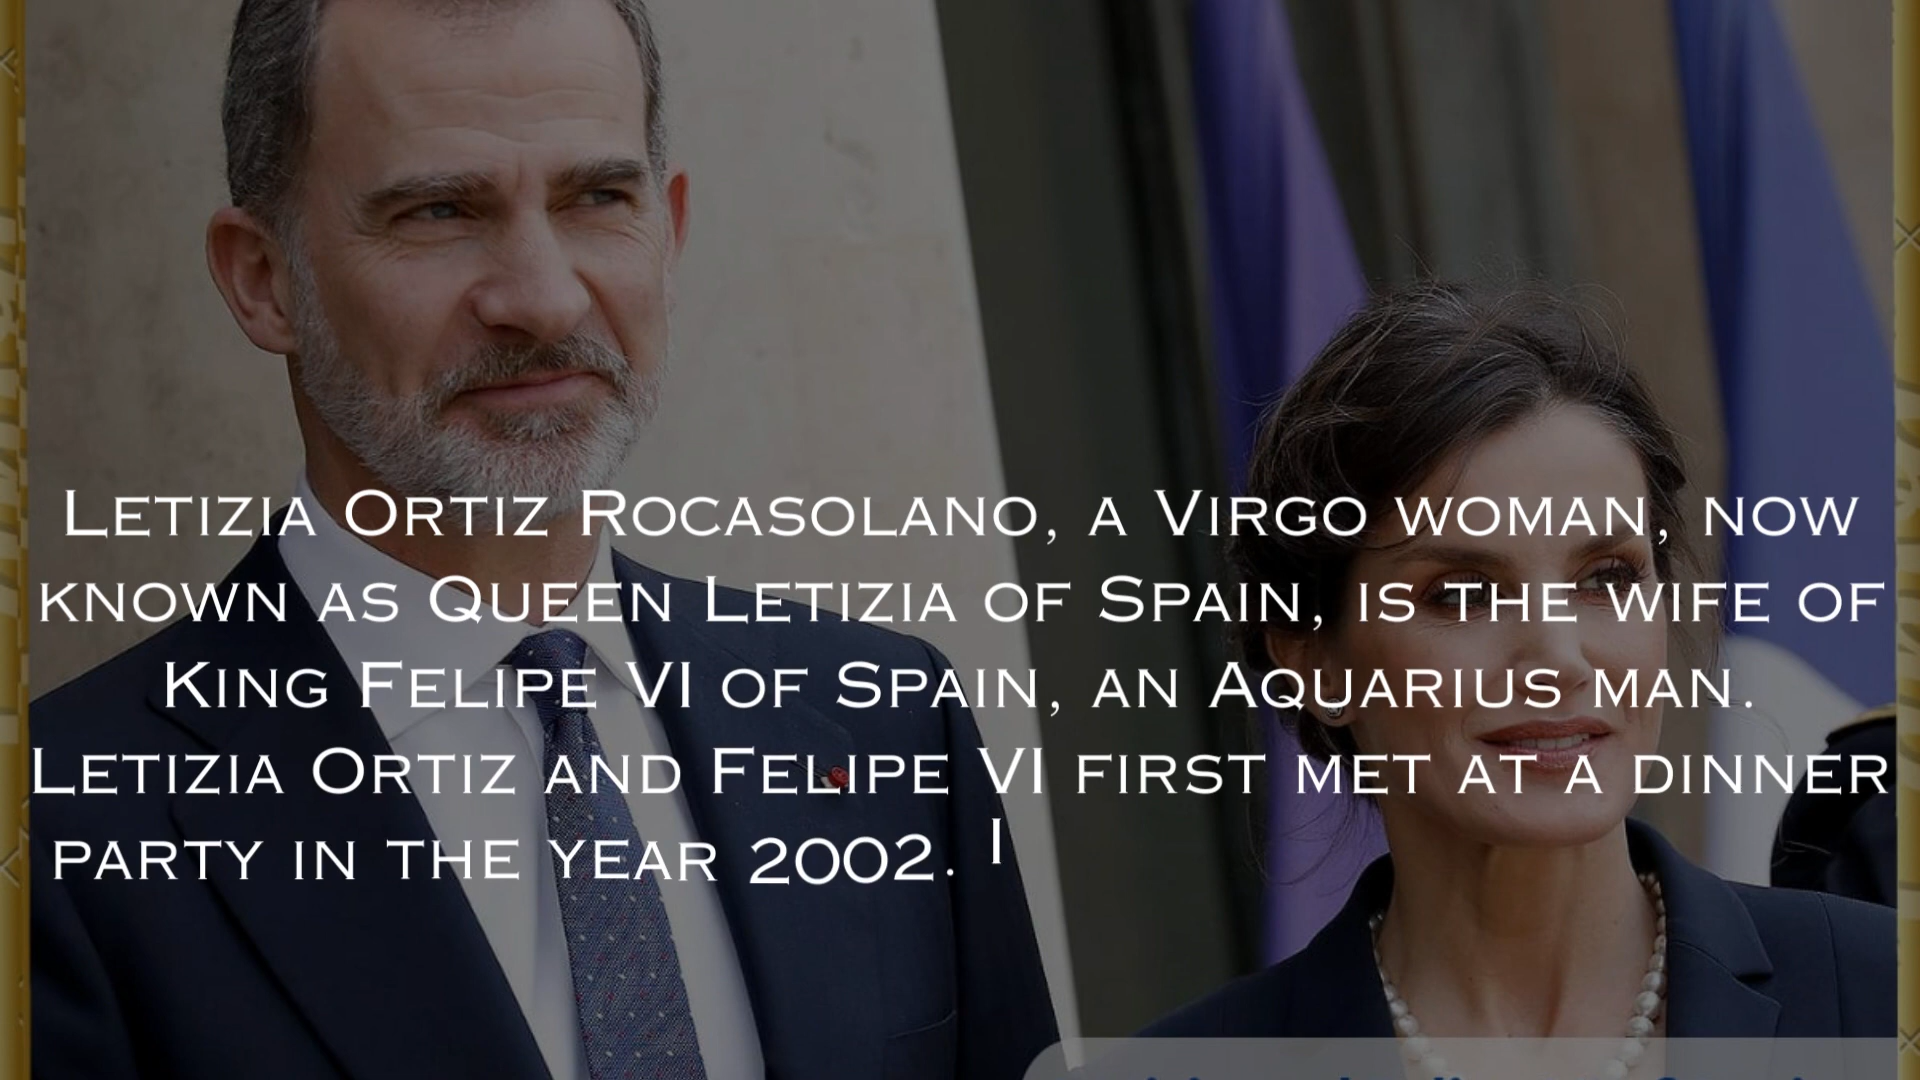 Letizia Ortiz Rocasolano, a Virgo woman, now
known as Queen Letizia of Spain, is the wife of
King Felipe VI of Spain, an Aquarius man.
Letizia Ortiz and Felipe VI first met at a dinner
party in the year 2002. I